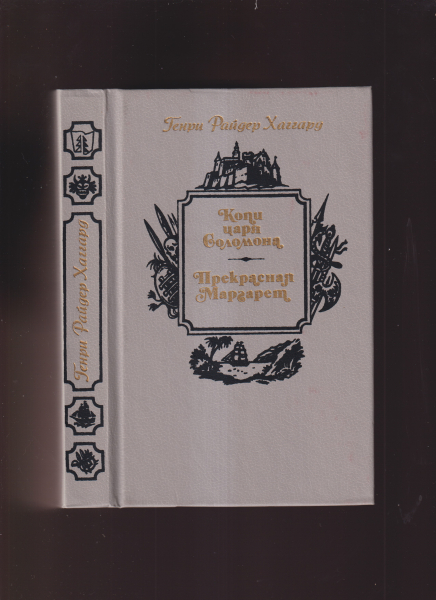 Генри Райдер Хаггард
Копи
царя
Соломона
Прекрасная
Маргарет
Генри Райдер Хаггард